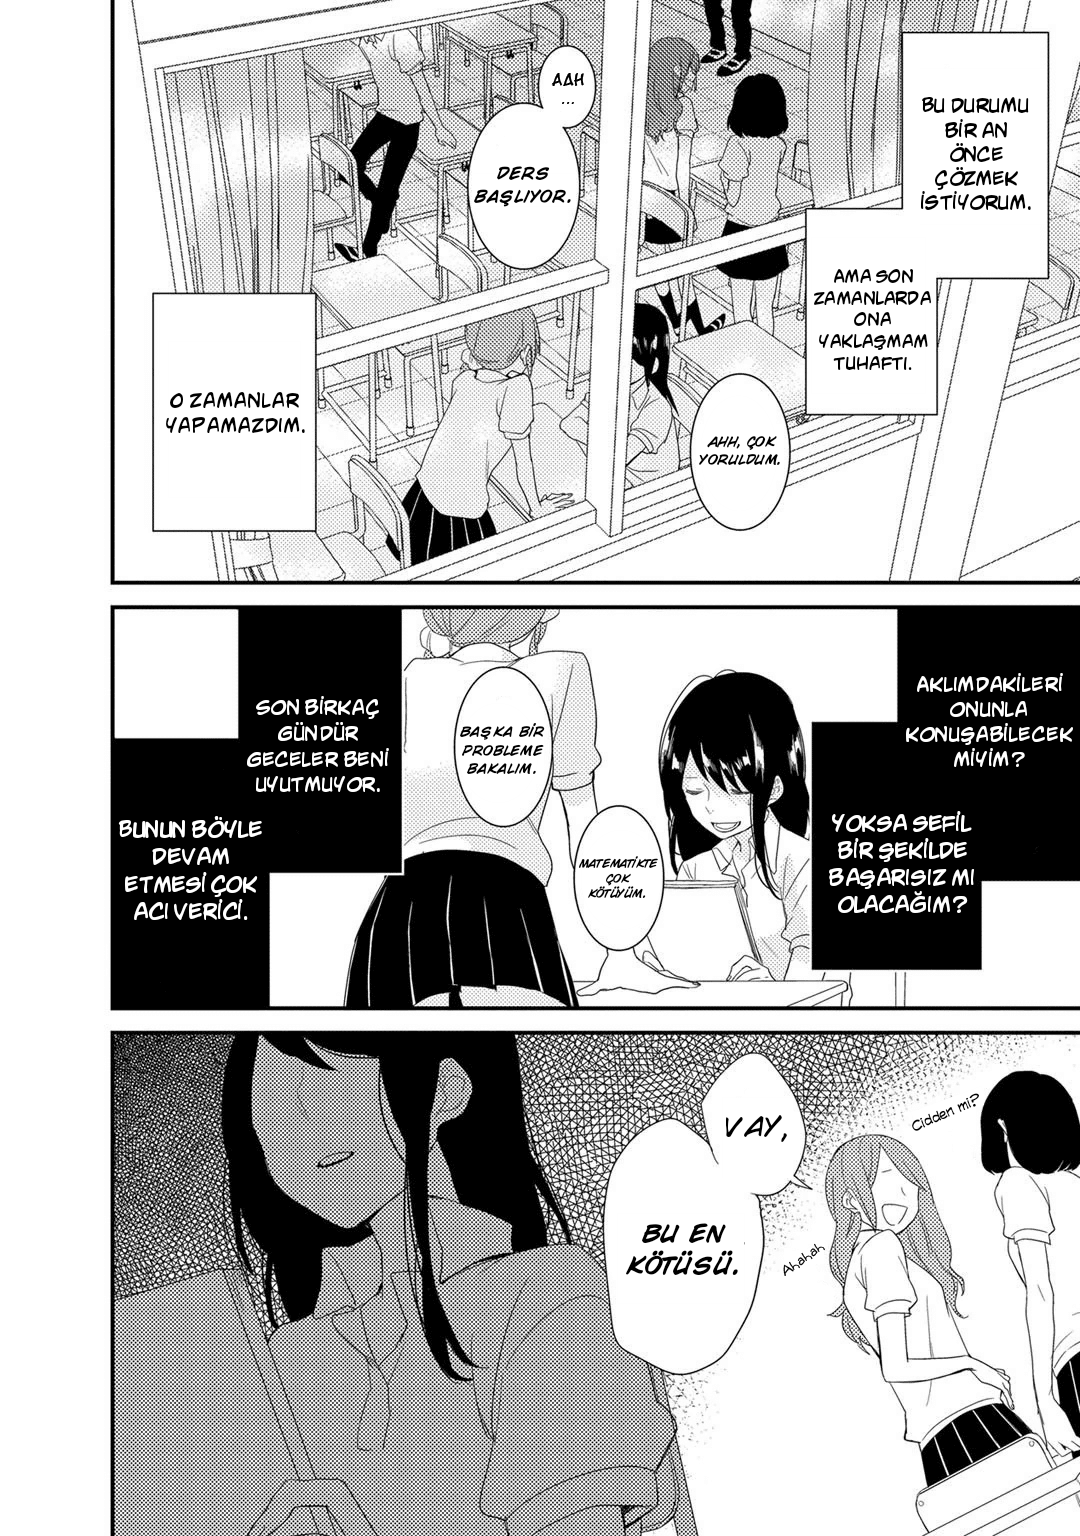 BU DURUMU
BİR AN
ÖNCE
ÇÖZMEK
İSTİYORUM.
AMA SON
ZAMANLARDA
ONA
YAKLAŞMAM
TUHAFTI.
AAH
...
DERS
BAŞLIYOR.
AHH, ÇOK
YORULDUM.
O ZAMANLAR
YAPAMAZDIM.
AKLIMDAKİLERİ
ONUNLA
KONUŞABİLECEK
MİYİM?
YOKSA SEFİL
BİR ŞEKİLDE
BAŞARISIZ MI
OLACAĞIM?
BAŞKA BİR
PROBLEME
BAKALIM.
MATEMATİKTE
ÇOK
KÖTÜYÜM.
SON BİRKAÇ
GÜNDÜR
GECELER BENİ
UYUTMUYOR.
BUNUN BÖYLE
DEVAM
ETMESİ ÇOK
ACI VERİCİ.
Cidden mi?
VAY,
Ahahah
BU EN
KÖTÜSÜ.